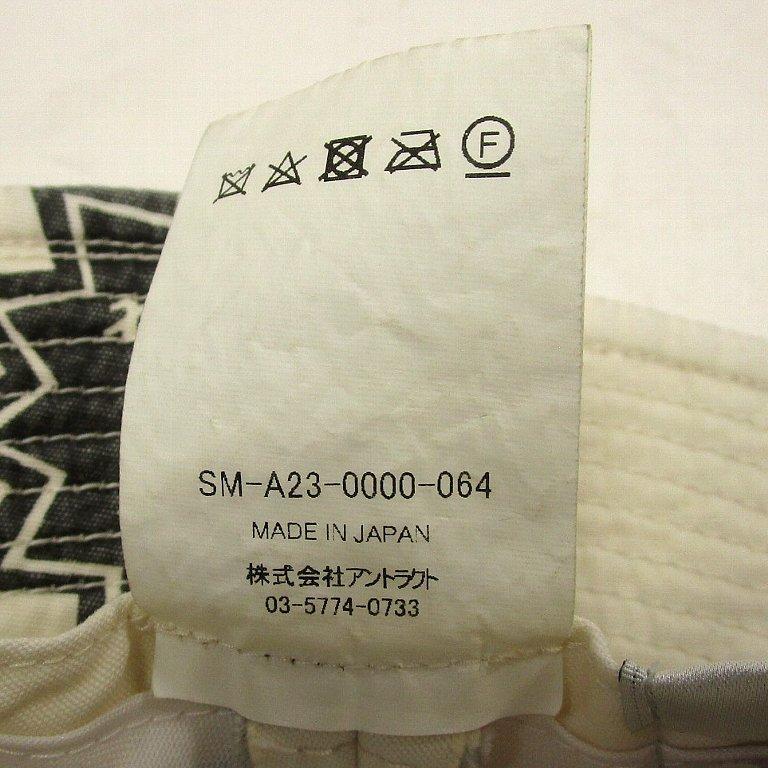 F
SM-A23-0000-064
MADE IN JAPAN
株式会社アントラクト
03-5774-0733